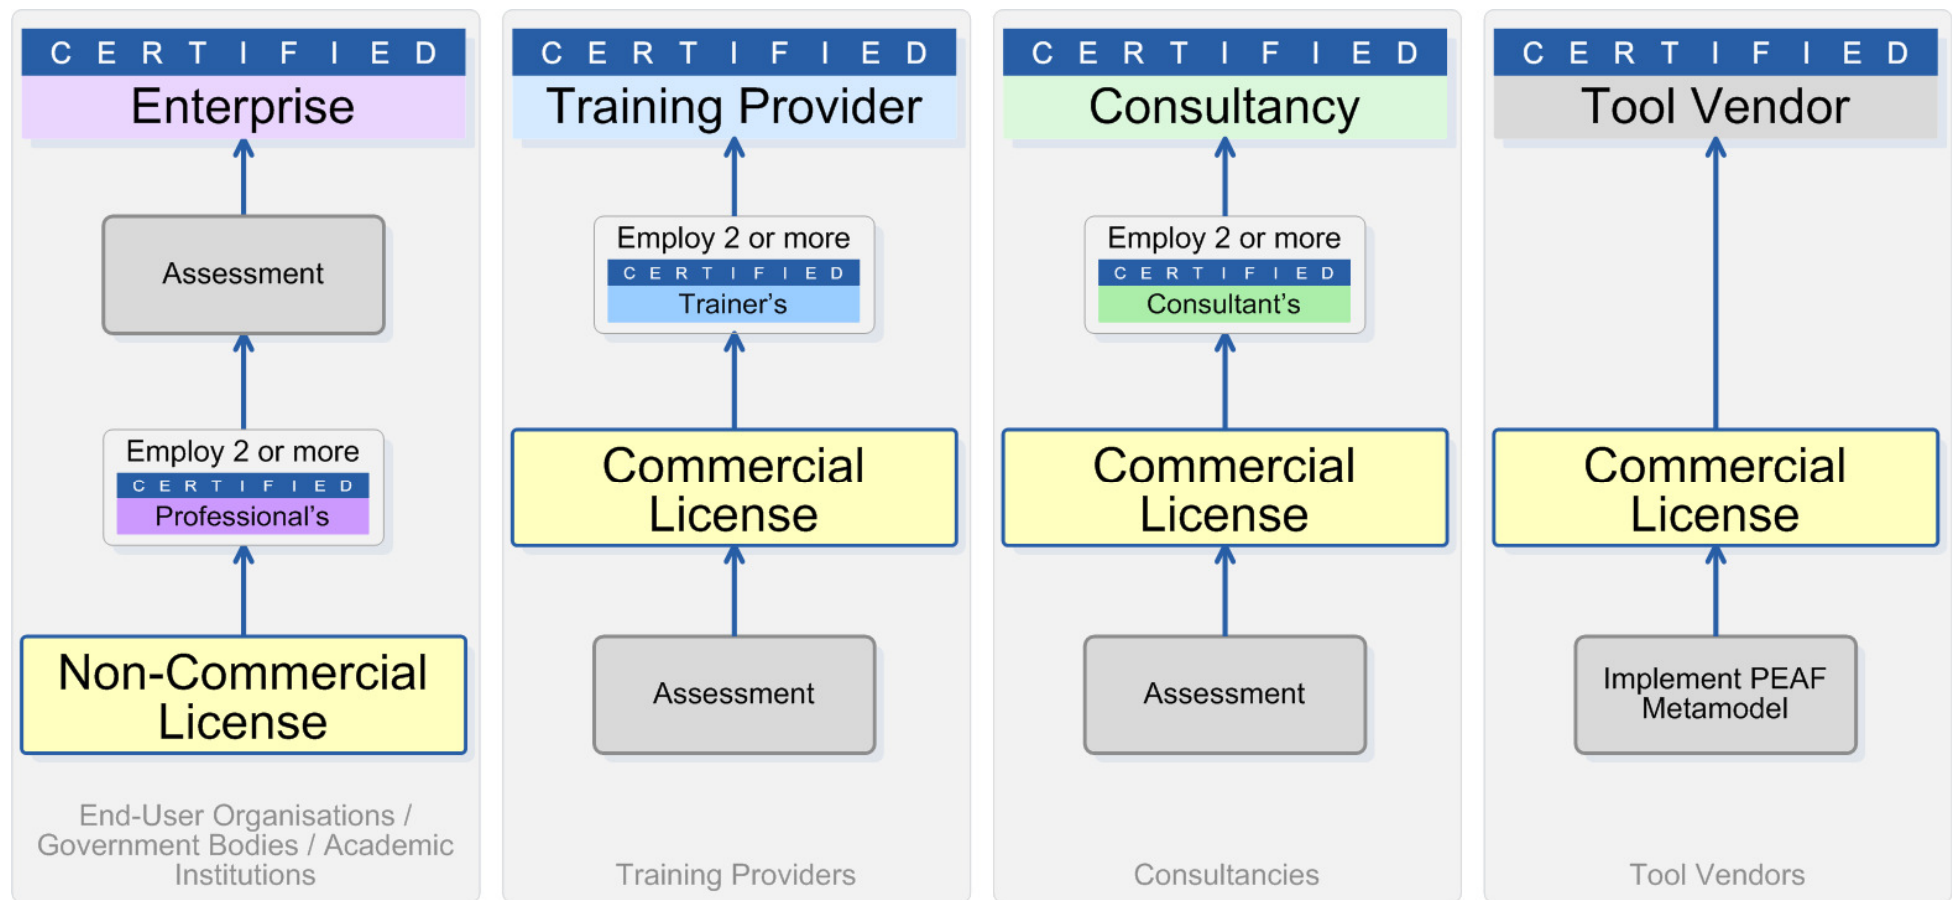 CERTIFIED
Enterprise
Assessment
Employ 2 or more
CERTIFIED
Professional's
Non-Commercial
License
End-User Organisations /
Government Bodies / Academic
Institutions
CERTIFIED
Training Provider
Employ 2 or more
CERTIFIED
Trainer's
Commercial
License
Assessment
Training Providers
CERTIFIED
Consultancy
Employ 2 or more
CERTIFIED
Consultant's
Commercial
License
Assessment
Consultancies
CERTIFIED
Tool Vendor
Commercial
License
Implement PEAF
Metamodel
Tool Vendors